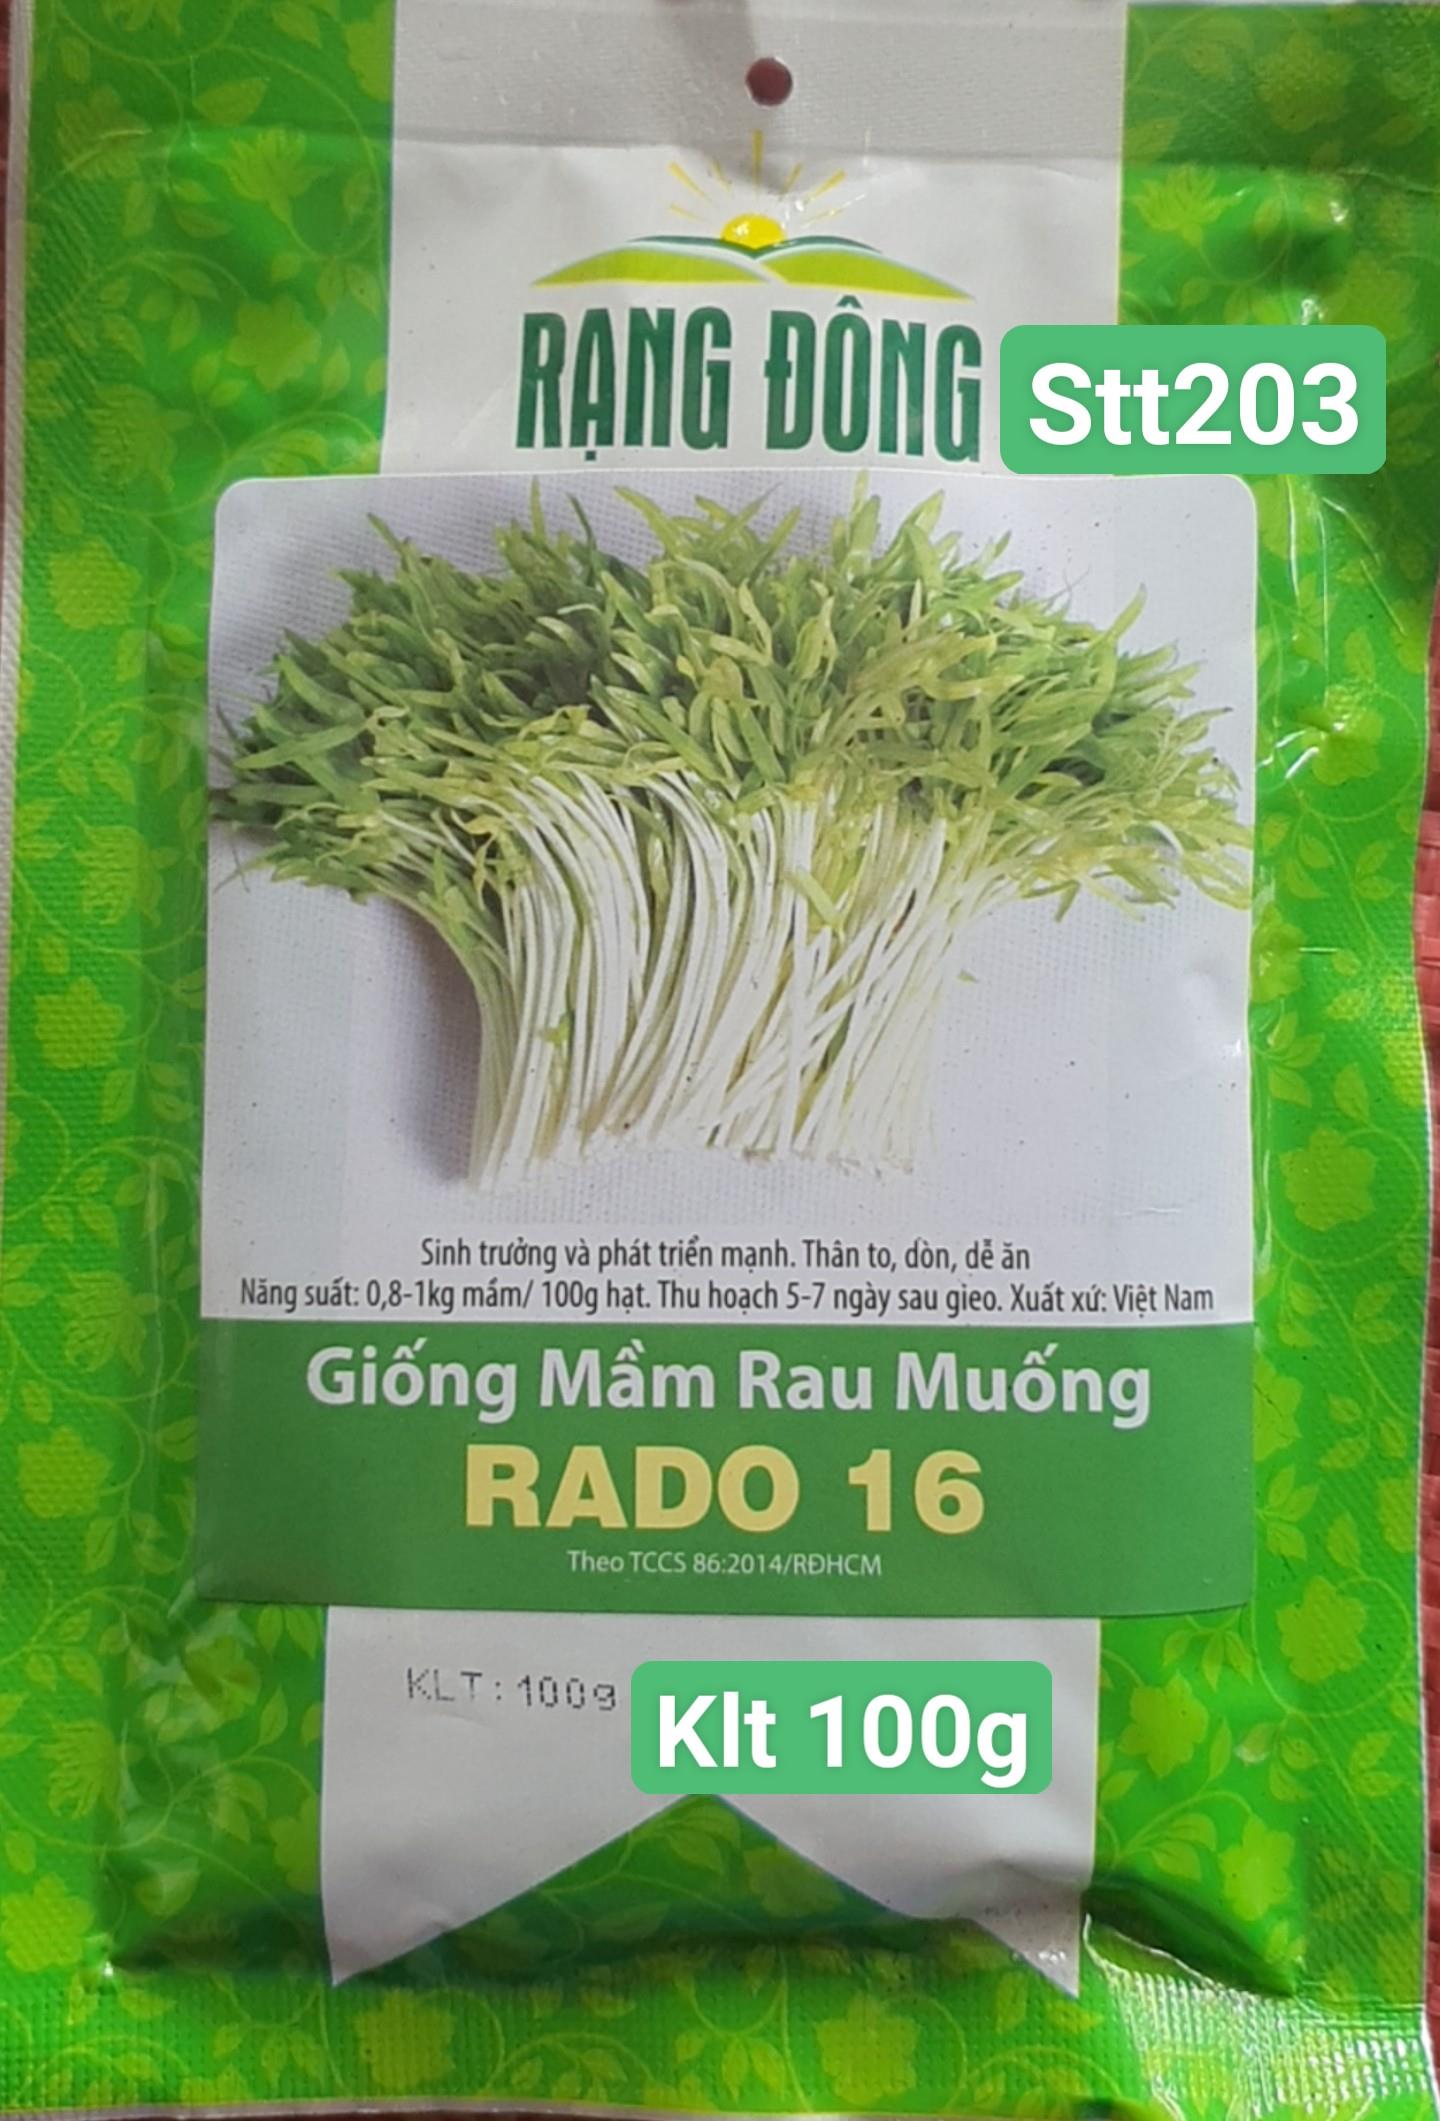 RẠNG ĐÔNG
Stt203
Sinh trưởng và phát triển mạnh. Thân to, dòn, dễ ăn
Năng suất: 0,8-1kg mầm/ 100g hạt. Thu hoạch 5-7 ngày sau gieo. Xuất xứ: Việt Nam
Giống Mầm Rau Muống
RADO 16
Theo TCCS 86:2014/RĐHCM
KLT: 100g
Klt 100g